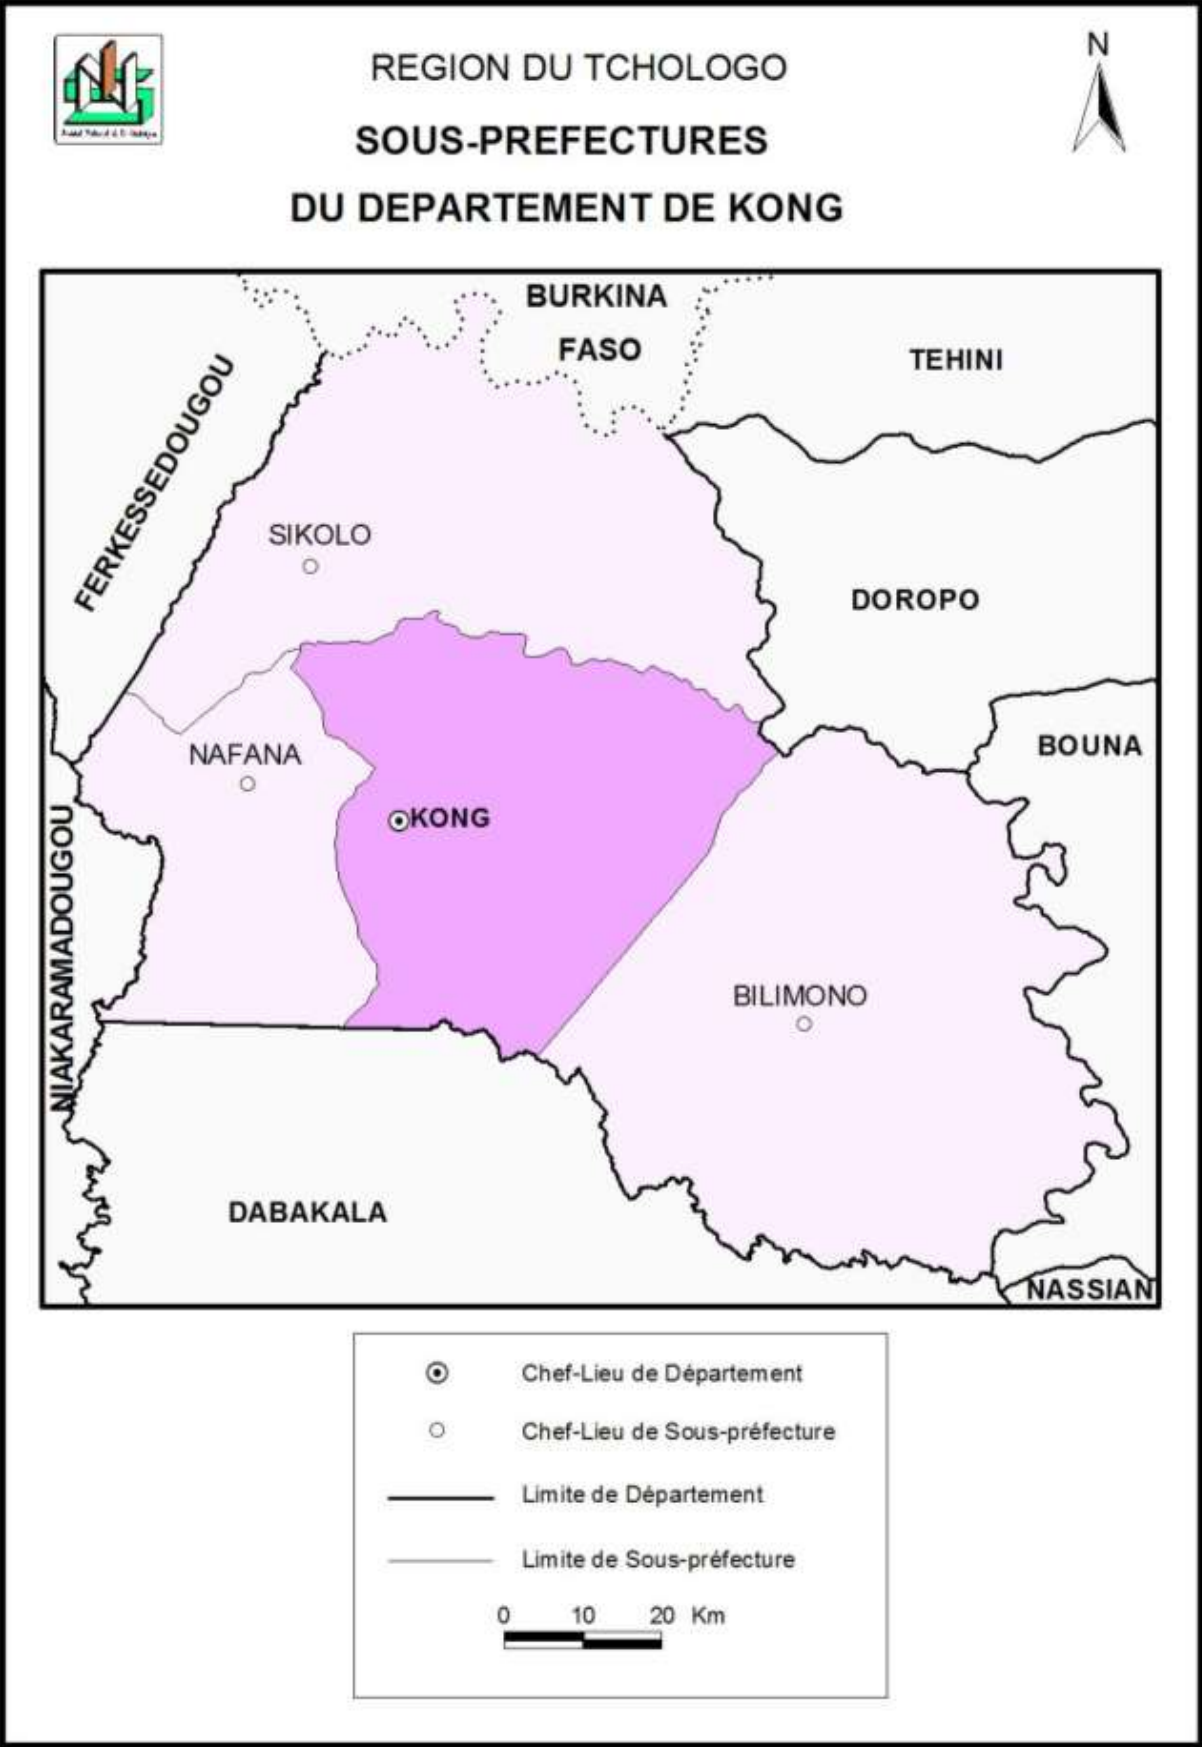 N
REGION DU TCHOLOGO
SOUS-PREFECTURES
DU DEPARTEMENT DE KONG
BURKINA
FASO
TEHINI
FERKESSEDOUGOU
SIKOLO
DOROPO
NAFANA
BOUNA
KONG
NIAKARAMADOUGOU
BILIMONO
DABAKALA
NASSIAN
Chef-Lieu de Département
Chef-Lieu de Sous-préfecture
Limite de Département
Limite de Sous-préfecture
0 10 20 Km